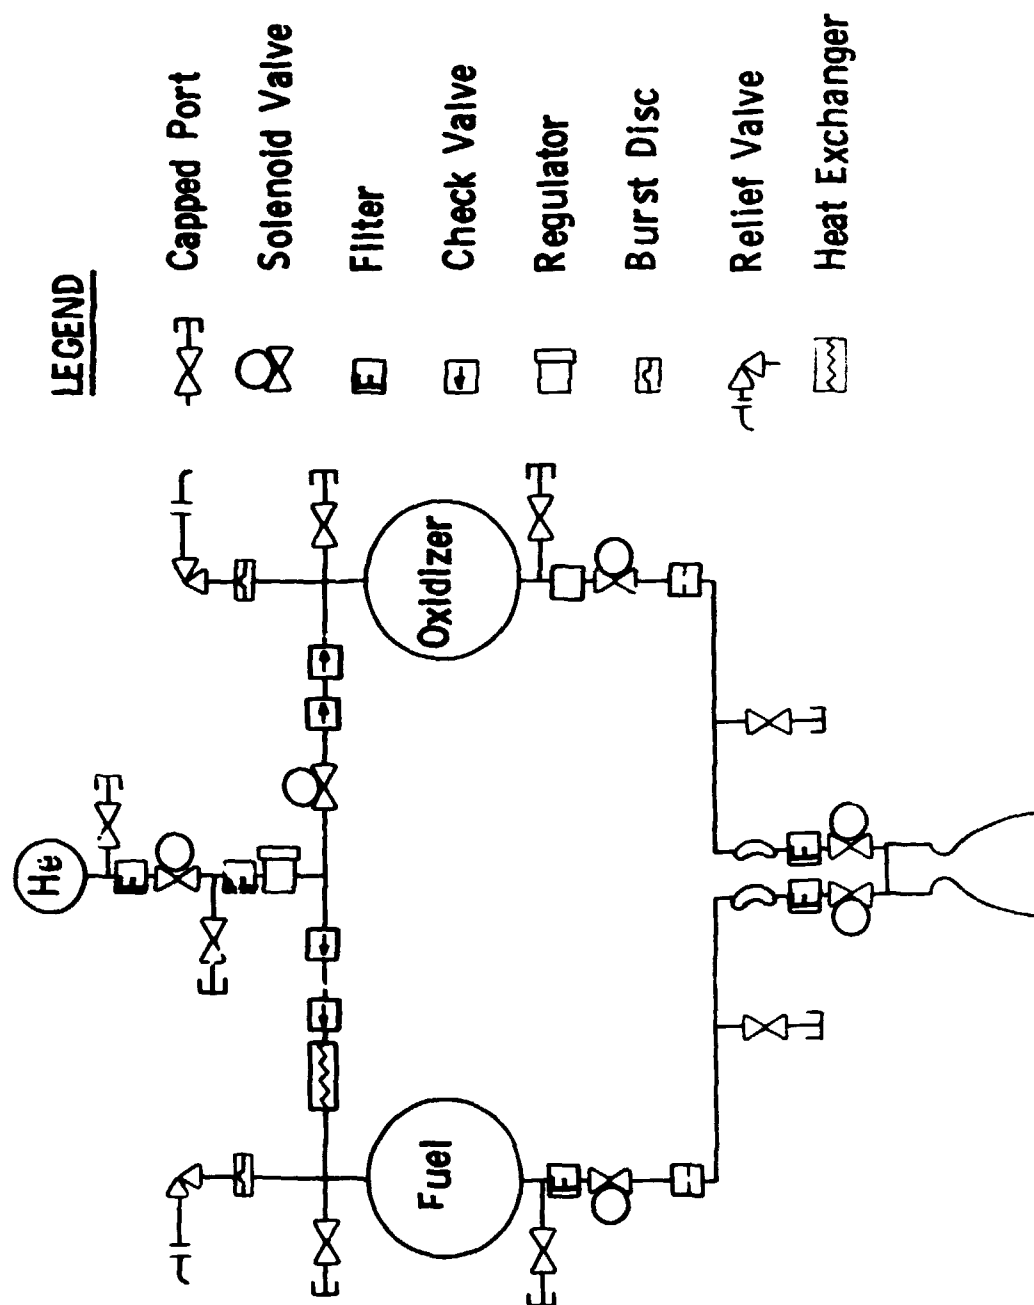 LEGEND
Capped Port
Solenoid Valve
F Filter
Check Valve
Regulator
Burst Disc
Relief Valve
Heat Exchanger
He
F
F
Fuel
Oxidizer
F
F
F